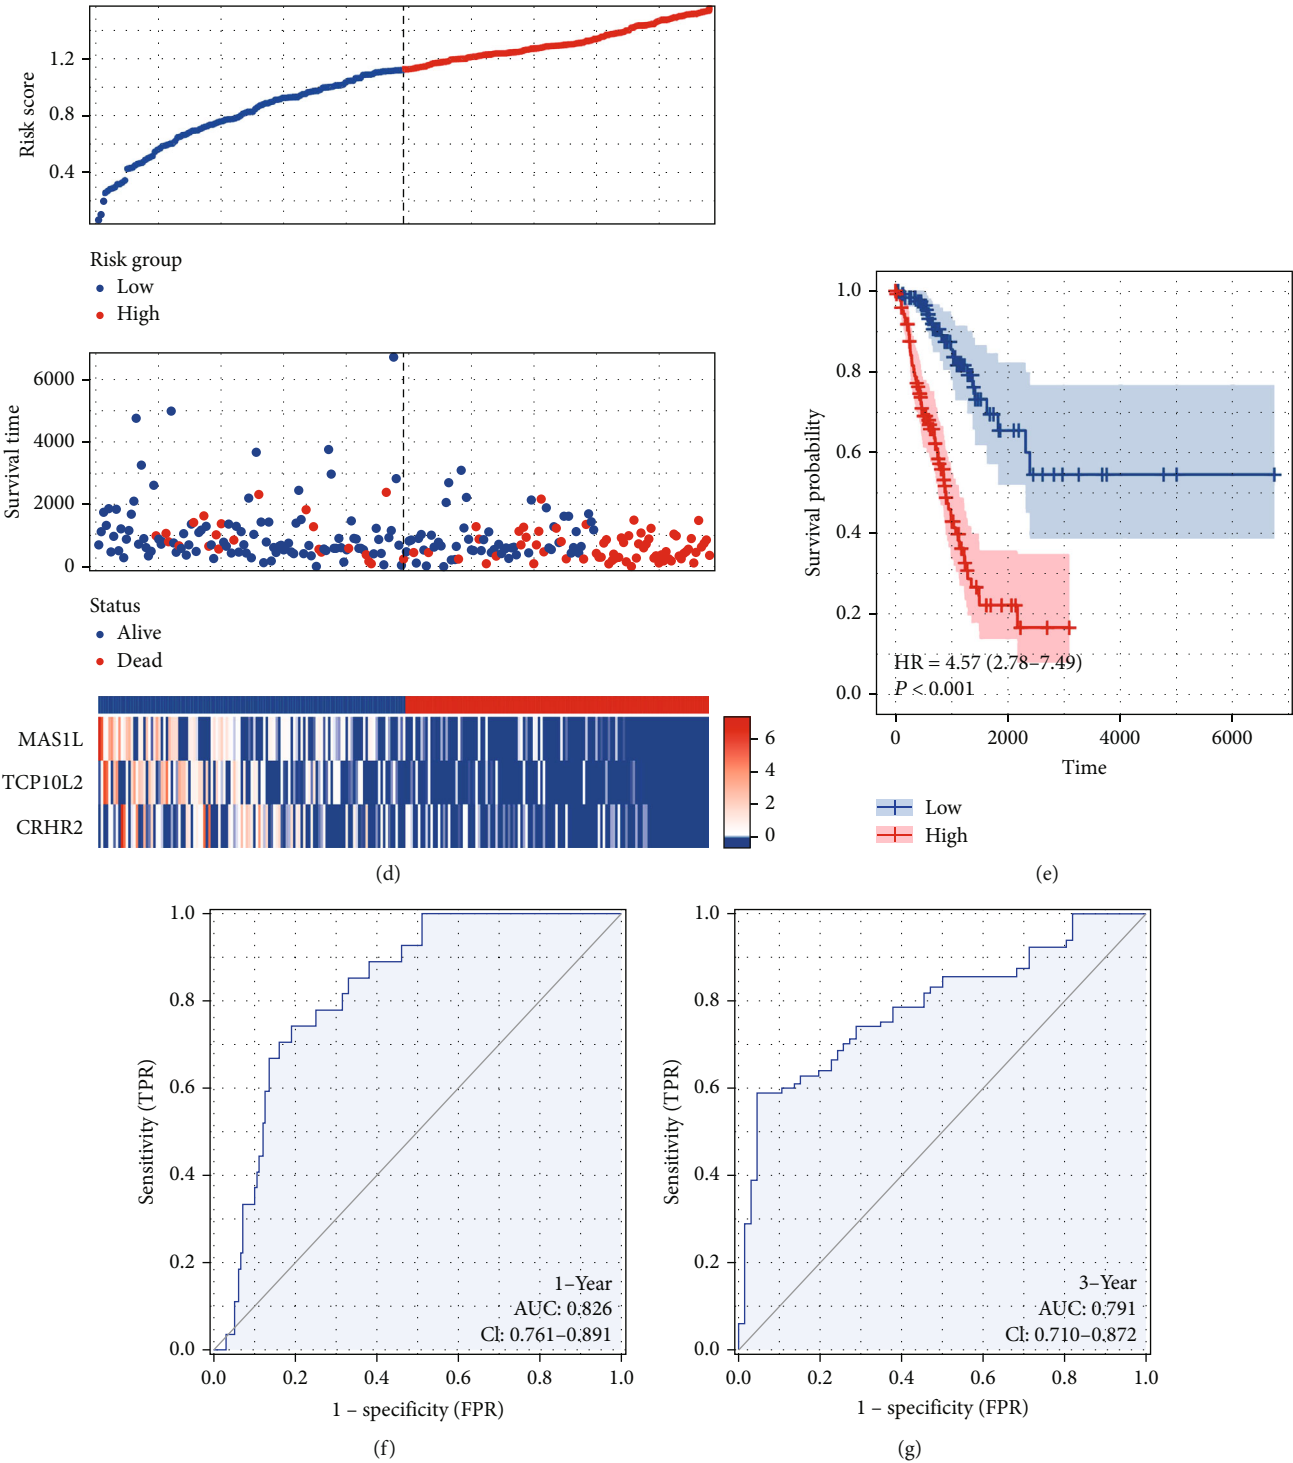 Risk score
1.2
0.8
0.4
Risk group
Low
High
Survival time
6000
4000
2000
0
Status
Alive
Dead
MAS1L
TCP10L2
CRHR2
6
4
2
0
(d)
Survival probability
1.0
0.8
0.6
0.4
0.2
0.0
HR = 4.57 (2.78–7.49)
P < 0.001
0 2000 4000 6000
Time
Low
High
(e)
Sensitivity (TPR)
1.0
0.8
0.6
0.4
0.2
0.0
1–Year
AUC: 0.826
Cl: 0.761–0.891
0.0 0.2 0.4 0.6 0.8 1.0
1 – specificity (FPR)
(f)
Sensitivity (TPR)
1.0
0.8
0.6
0.4
0.2
0.0
3–Year
AUC: 0.791
Cl: 0.710–0.872
0.0 0.2 0.4 0.6 0.8 1.0
1 – specificity (FPR)
(g)